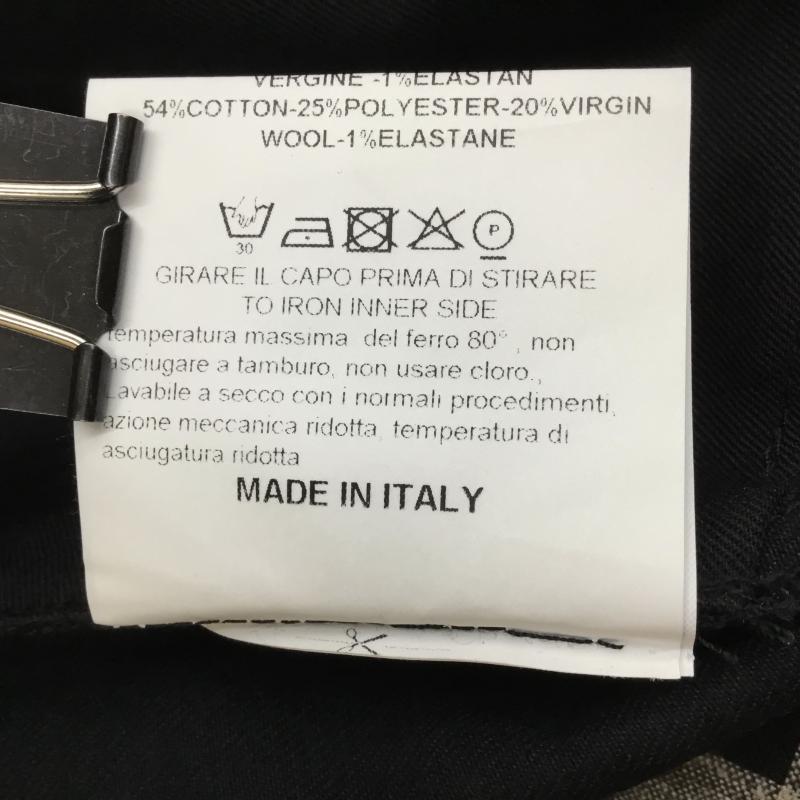 VERGINE -1%ELASTAN
54%COTTON-25%POLYESTER-20%VIRGIN
WOOL-1%ELASTANE
30
P
GIRARE IL CAPO PRIMA DI STIRARE
TO IRON INNER SIDE
temperatura massima del ferro 80° , non
asciugare a tamburo, non usare cloro.,
Lavabile a secco con i normali procedimenti,
azione meccanica ridotta, temperatura di
asciugatura ridotta
MADE IN ITALY